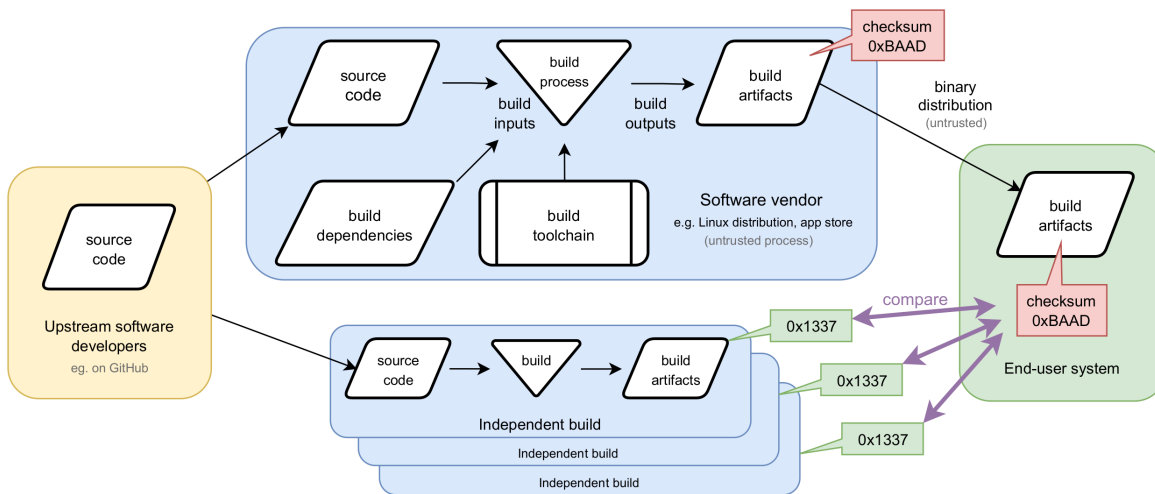 source
code
Upstream software
developers
eg. on GitHub
source
code
build
inputs
build
process
build
outputs
build
artifacts
checksum
0xBAAD
build
dependencies
build
toolchain
Software vendor
e.g. Linux distribution, app store
(untrusted process)
binary
distribution
(untrusted)
build
artifacts
checksum
0xBAAD
End-user system
compare
source
code
build
build
artifacts
Independent build
Independent build
Independent build
0x1337
0x1337
0x1337